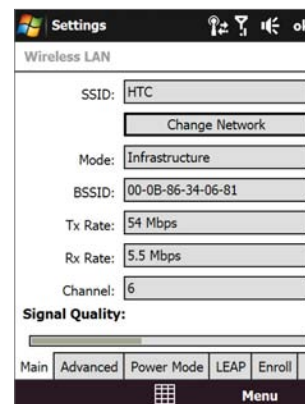 Settings ok
Wireless LAN
SSID: HTC
Change Network
Mode: Infrastructure
BSSID: 00-0B-86-34-06-81
Tx Rate: 54 Mbps
Rx Rate: 5.5 Mbps
Channel: 6
Signal Quality:
Main Advanced Power Mode LEAP Enroll
Menu